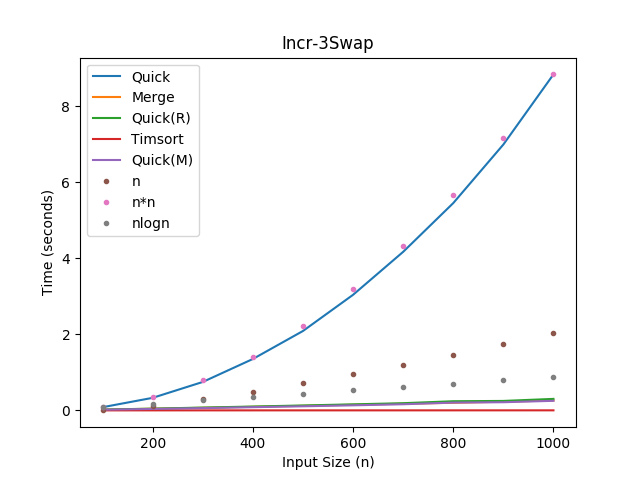 Incr-3Swap
Quick
Merge
Quick(R)
Timsort
Quick(M)
n
n*n
nlogn
8
6
4
2
0
Time (seconds)
200 400 600 800 1000
Input Size (n)